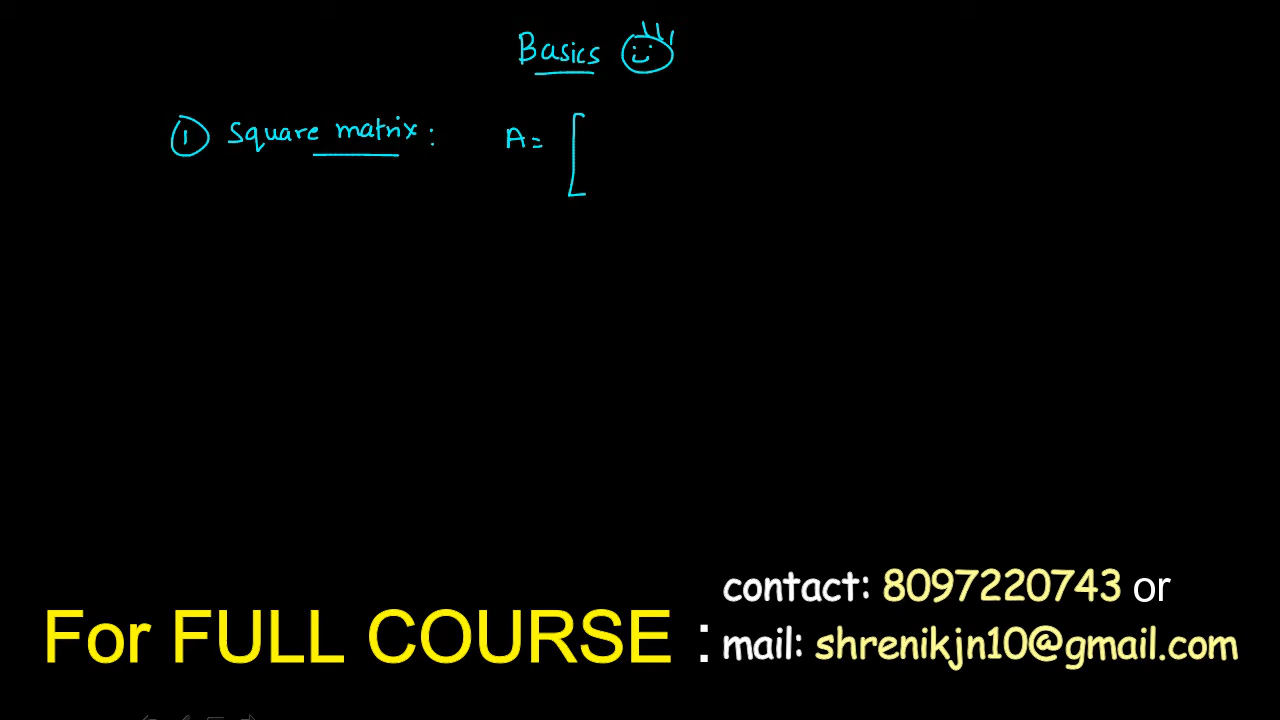 Basics
① Square matrix: A= [
contact: 8097220743 or
For FULL COURSE :
mail: shrenikjn10@gmail.com